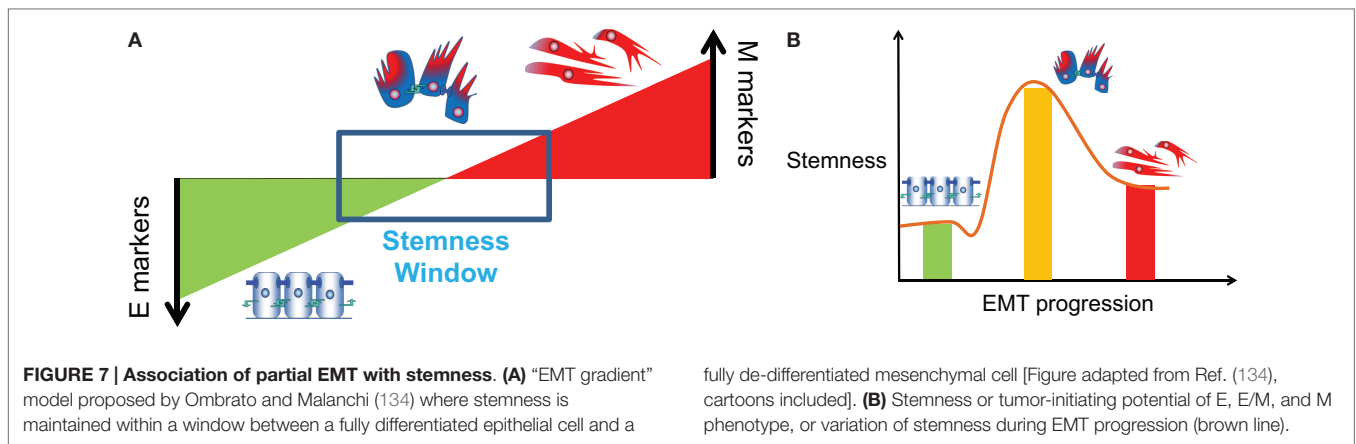 A
E markers
M markers
Stemness
Window
B
Stemness
EMT progression
FIGURE 7 | Association of partial EMT with stemness. (A) “EMT gradient”
model proposed by Ombrato and Malanchi (134) where stemness is
maintained within a window between a fully differentiated epithelial cell and a
fully de-differentiated mesenchymal cell [Figure adapted from Ref. (134),
cartoons included]. (B) Stemness or tumor-initiating potential of E, E/M, and M
phenotype, or variation of stemness during EMT progression (brown line).